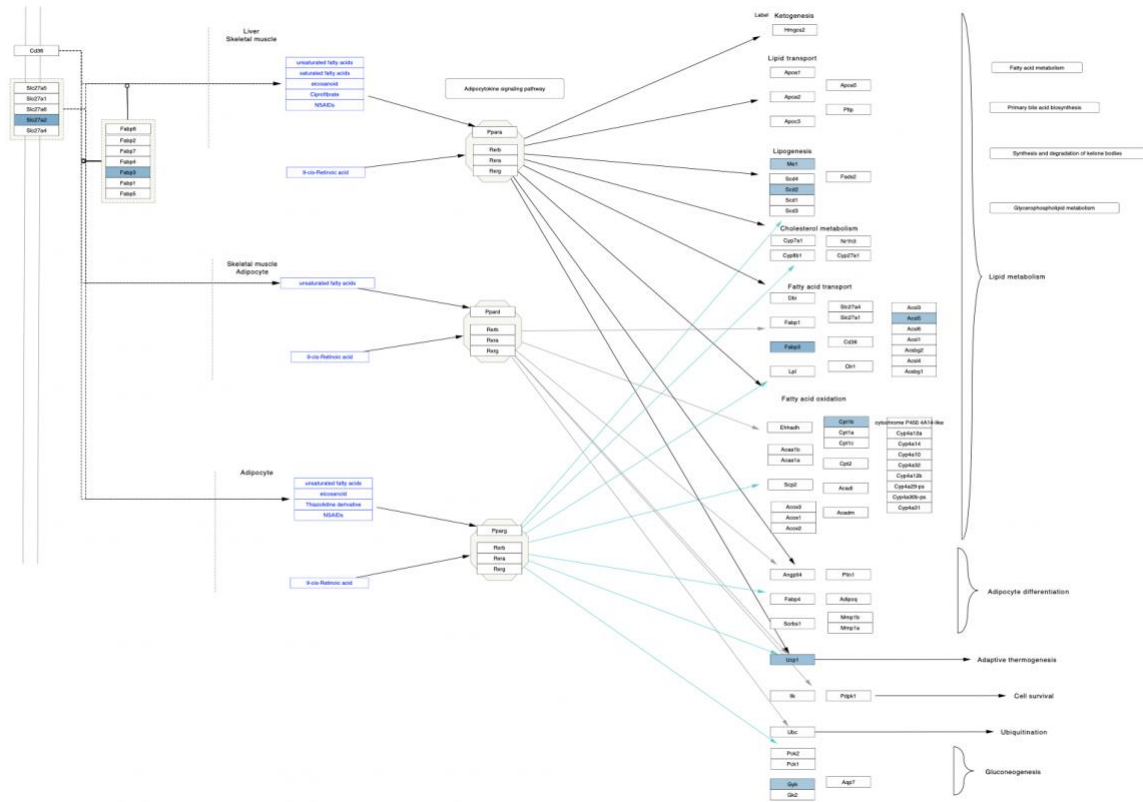 Label
Ketogenesis
Hmgcs2
Liver
Skeletal muscle
Cd36
Slc27a5
Slc27a1
Slc27a6
Slc27a2
Slc27a4
Fabp6
Fabp2
Fabp7
Fabp4
Fabp3
Fabp1
Fabp5
unsaturated fatty acids
saturated fatty acids
eicosanoid
Ciprofibrate
NSAIDs
9-cis-Retinoic acid
Adipocytokine signaling pathway
Ppara
Rxrb
Rxra
Rxrg
Lipid transport
Apoa1
Apoa2
Apoc3
Apoa5
Pltp
Lipogenesis
Me1
Scd4
Scd2
Scd1
Scd3
Fads2
Cholesterol metabolism
Cyp7a1
Nr1h3
Cyp8b1
Cyp27a1
Fatty acid metabolism
Primary bile acid biosynthesis
Synthesis and degradation of ketone bodies
Glycerophospholipid metabolism
Lipid metabolism
Skeletal muscle
Adipocyte
unsaturated fatty acids
9-cis-Retinoic acid
Ppard
Rxrb
Rxra
Rxrg
Fatty acid transport
Dbi
Fabp1
Fabp3
Lpl
Slc27a4
Slc27a1
Cd36
Olr1
Acsl3
Acsl5
Acsl6
Acsl1
Acsbg2
Acsl4
Acsbg1
Fatty acid oxidation
Ehhadh
Acaa1b
Acaa1a
Scp2
Acox3
Acox1
Acox2
Cpt1b
Cpt1a
Cpt1c
Cpt2
Acadl
Acadm
cytochrome P450 4A14-like
Cyp4a12a
Cyp4a14
Cyp4a10
Cyp4a32
Cyp4a12b
Cyp4a29-ps
Cyp4a30b-ps
Cyp4a31
Adipocyte
unsaturated fatty acids
eicosanoid
Thiazolidine derivative
NSAIDs
9-cis-Retinoic acid
Pparg
Rxrb
Rxra
Rxrg
Angptl4
Plin1
Fabp4
Adipoq
Sorbs1
Mmp1b
Mmp1a
Adipocyte differentiation
Ucp1
Adaptive thermogenesis
Ilk
Pdpk1
Cell survival
Ubc
Ubiquitination
Pck2
Pck1
Gyk
Gk2
Aqp7
Gluconeogenesis